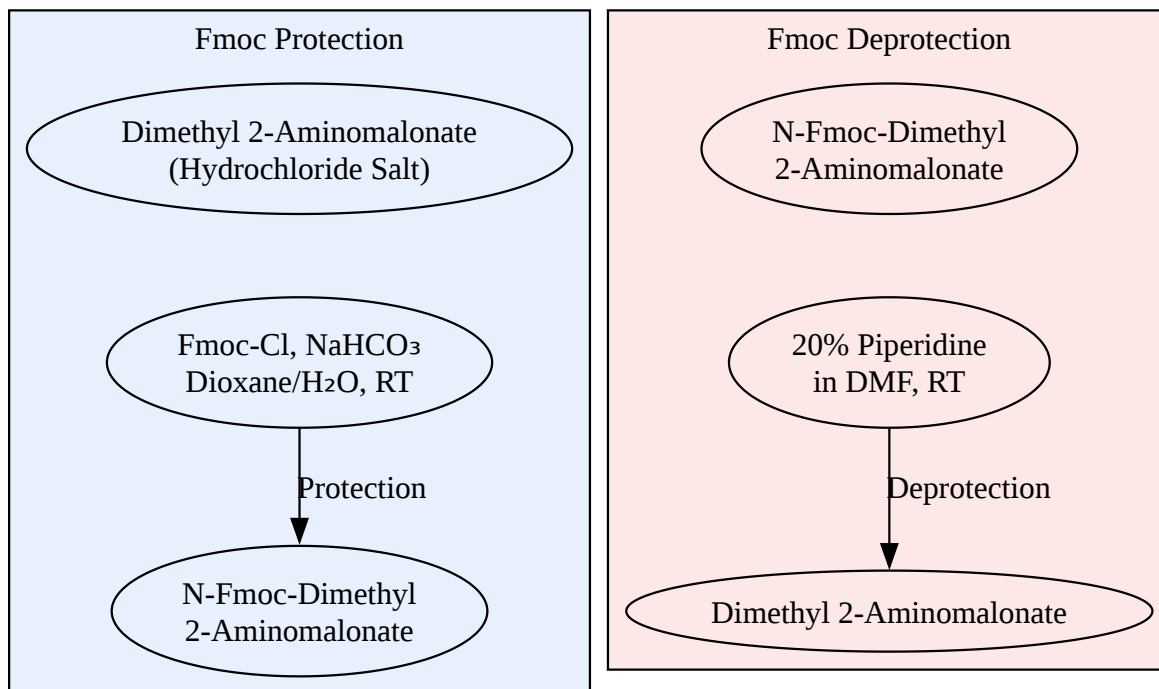 Fmoc Protection
Dimethyl 2-Aminomalonate
(Hydrochloride Salt)
Fmoc-Cl, NaHCO₃
Dioxane/H₂O, RT
Protection
N-Fmoc-Dimethyl
2-Aminomalonate
Fmoc Deprotection
N-Fmoc-Dimethyl
2-Aminomalonate
20% Piperidine
in DMF, RT
Deprotection
Dimethyl 2-Aminomalonate